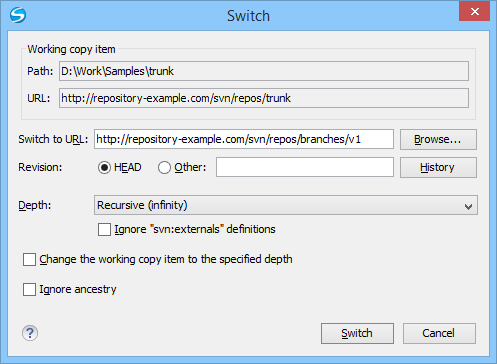 Switch
Working copy item
Path: D:\Work\Samples\trunk
URL: http://repository-example.com/svn/repos/trunk
Switch to URL: http://repository-example.com/svn/repos/branches/v1 Browse...
Revision: HEAD Other: History
Depth: Recursive (infinity)
Ignore "svn:externals" definitions
Change the working copy item to the specified depth
Ignore ancestry
? Switch Cancel